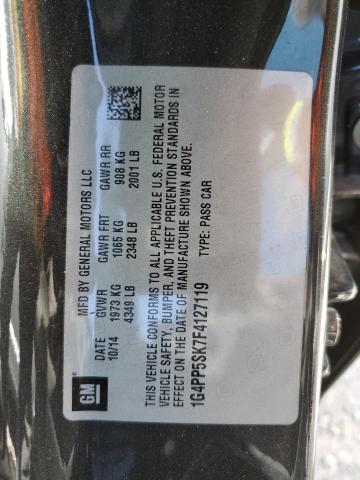 MFD BY GENERAL MOTORS LLC
DATE GVWR GAWR FRT GAWR RR
10/14 1973 KG 1065 KG 908 KG
4349 LB 2348 LB 2001 LB
THIS VEHICLE CONFORMS TO ALL APPLICABLE U.S. FEDERAL MOTOR
VEHICLE SAFETY, BUMPER, AND THEFT PREVENTION STANDARDS IN
EFFECT ON THE DATE OF MANUFACTURE SHOWN ABOVE.
1G4PP5SK7F4127119 TYPE: PASS CAR
GM